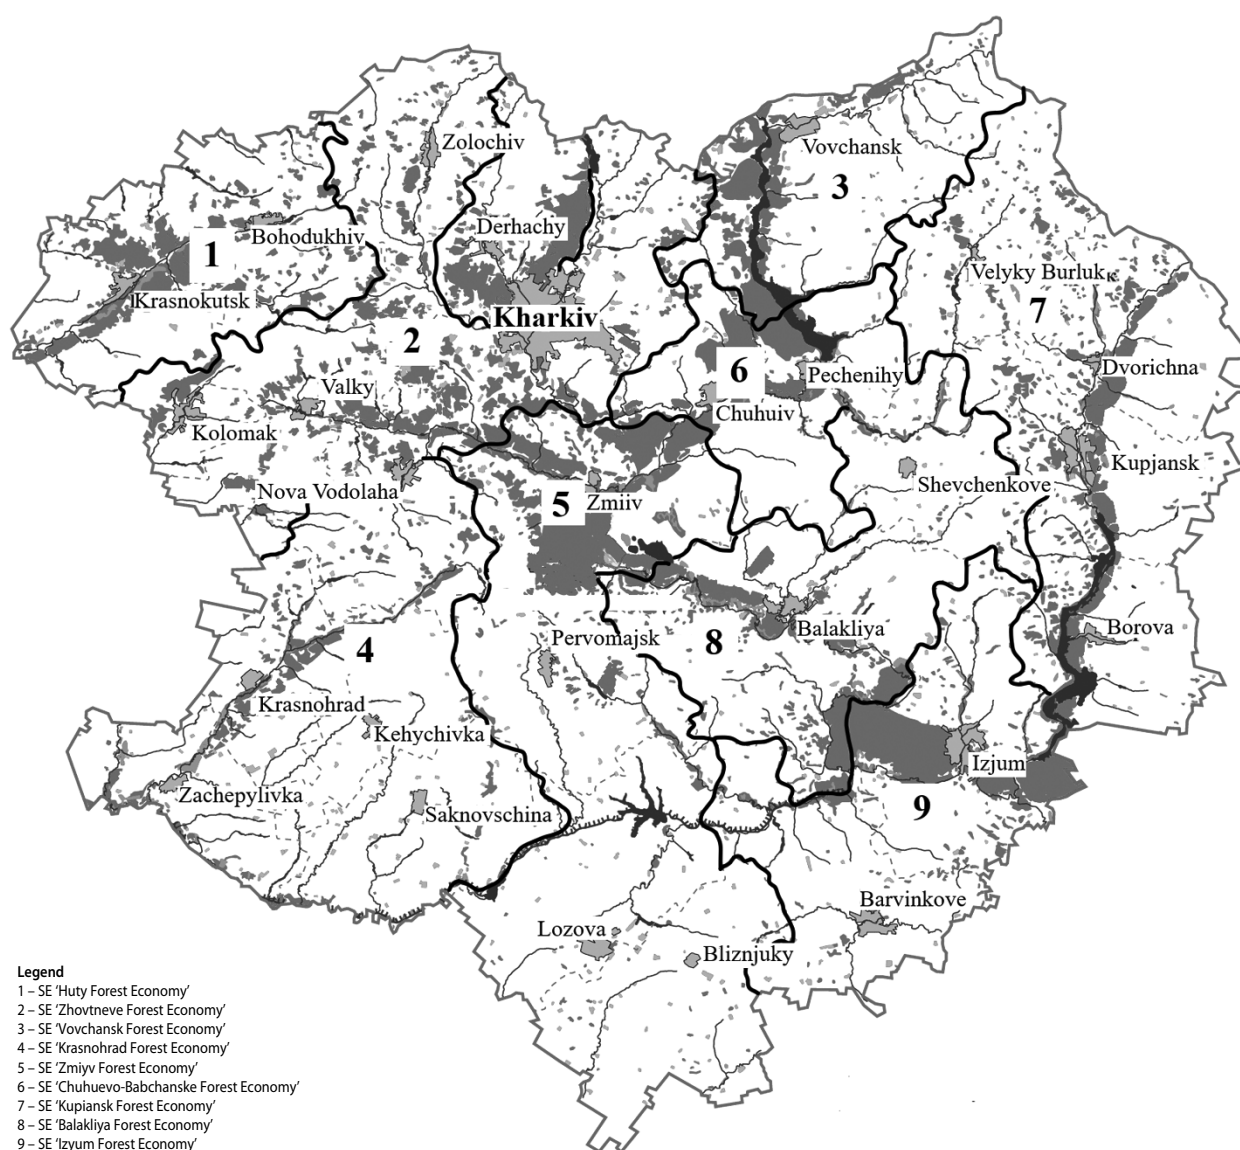 Zolochiv
Vovchansk
3
Derhachy
Bohodukhiv
1
Velyky Burluk
К
Krasnokutsk
7
Kharkiv
2
6
Pechenihy
Dvorichna
Valky
Chuhuiv
Kolomak
Kupjansk
Nova Vodolaha
Shevchenkove
5
Zmiiv
Pervomajsk
8
Balakliya
Borova
4
Krasnohrad
Kehychivka
Izjum
Zachepylivka
Saknovschina
9
Barvinkove
Lozova
Bliznjuky
Legend
1 – SE ‘Huty Forest Economy’
2 – SE ‘Zhovtneve Forest Economy’
3 – SE ‘Vovchansk Forest Economy’
4 – SE ‘Krasnohrad Forest Economy’
5 – SE ‘Zmiyv Forest Economy’
6 – SE ‘Chuhuevo-Babchanske Forest Economy’
7 – SE ‘Kupiansk Forest Economy’
8 – SE ‘Balakliya Forest Economy’
9 – SE ‘Izyum Forest Economy’